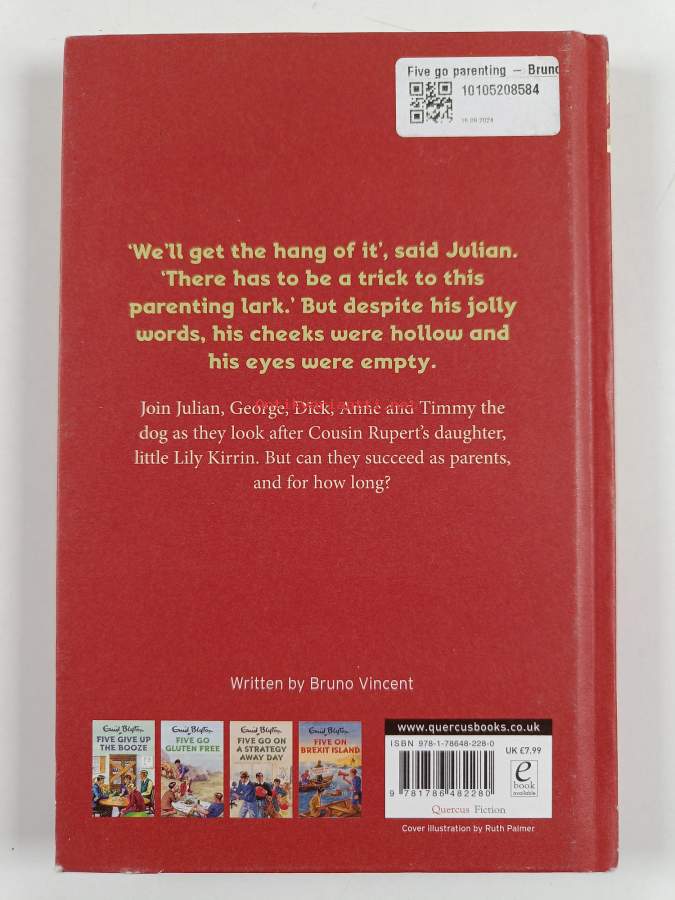 Five go parenting – Bruno
10105208584
'We'll get the hang of it', said Julian.
'There has to be a trick to this
parenting lark.' But despite his jolly
words, his cheeks were hollow and
his eyes were empty.
Join Julian, George, Dick, Anne and Timmy the
dog as they look after Cousin Rupert's daughter,
little Lily Kirrin. But can they succeed as parents,
and for how long?
Written by Bruno Vincent
Enid Blyton
FIVE GIVE UP
THE BOOZE
Enid Blyton
FIVE GO
GLUTEN FREE
Enid Blyton
FIVE GO ON
A STRATEGY
AWAY DAY
Enid Blyton
FIVE ON
BREXIT ISLAND
www.quercusbooks.co.uk
ISBN 978-1-78648-228-0
9 781786 482280
UK £7.99
e
book
available
Quercus Fiction
Cover illustration by Ruth Palmer